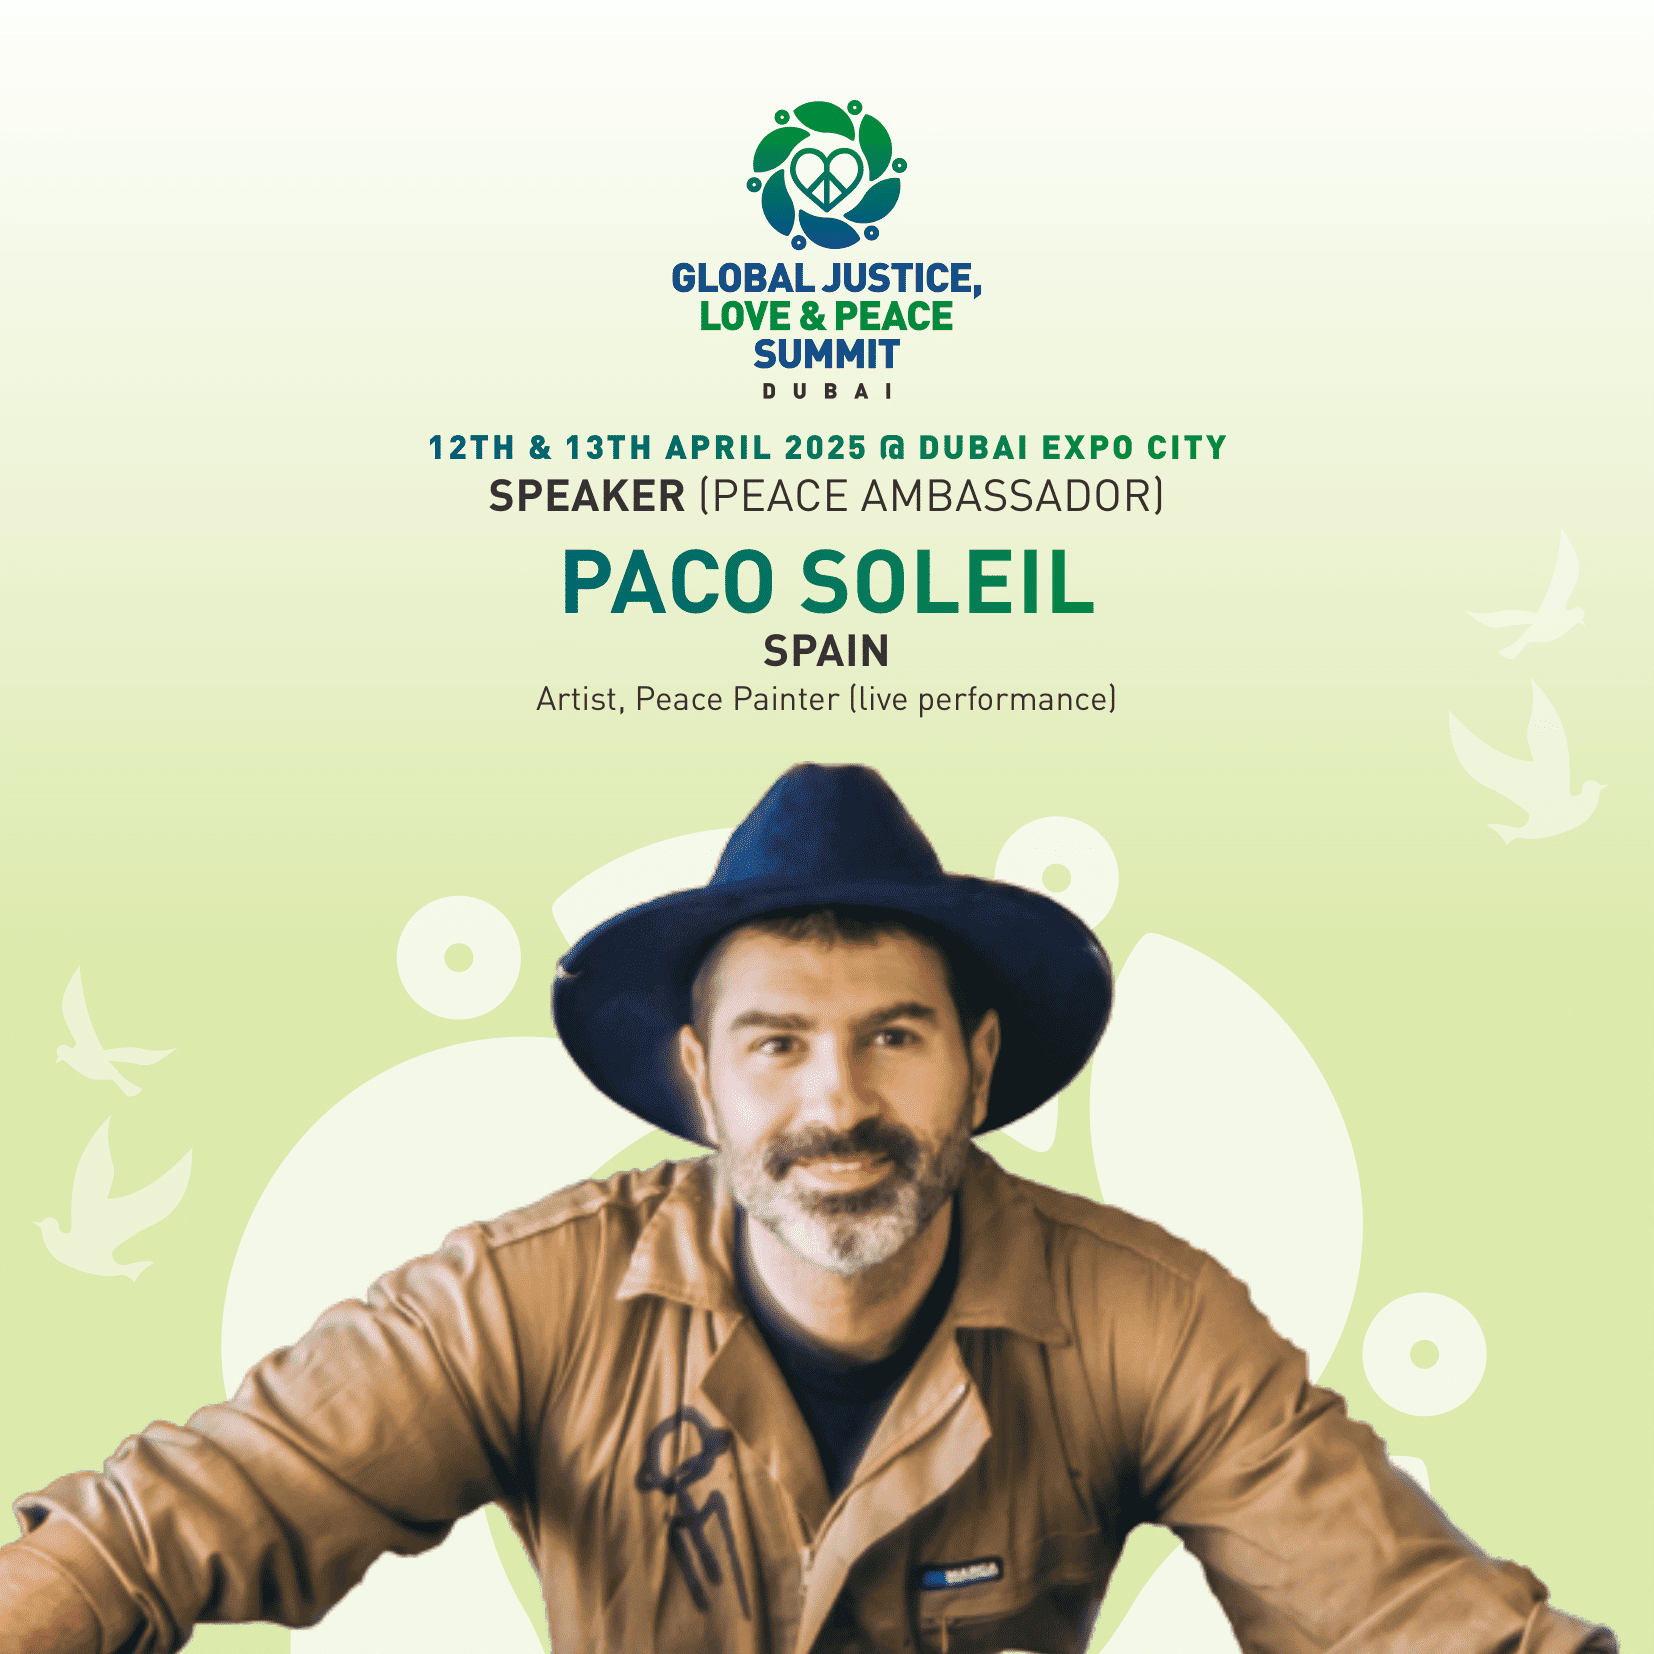 GLOBAL JUSTICE,
LOVE & PEACE
SUMMIT
DUBAI
12TH & 13TH APRIL 2025 @ DUBAI EXPO CITY
SPEAKER (PEACE AMBASSADOR)
PACO SOLEIL
SPAIN
Artist, Peace Painter (live performance)